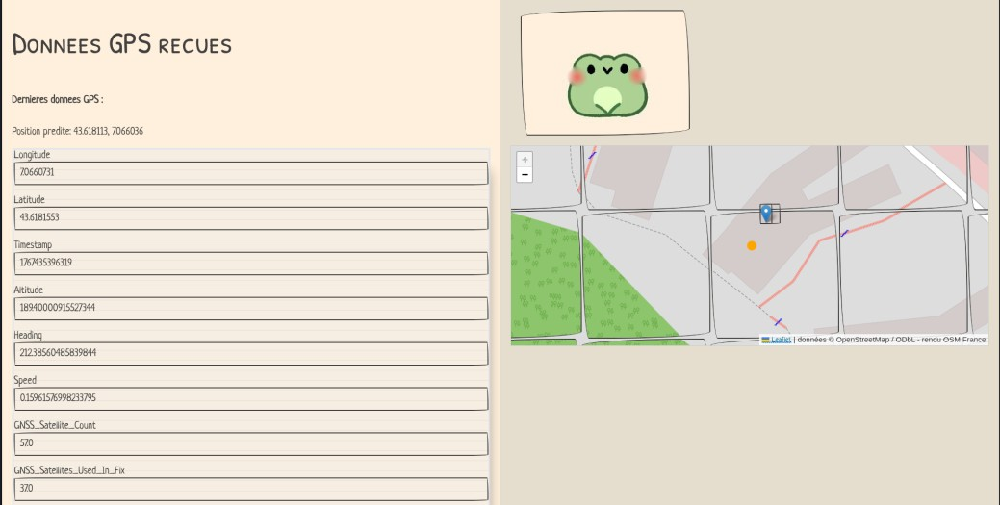 Donnees GPS recues
Dernieres donnees GPS :
Position predite: 43.618113, 7.066036
Longitude
7.0660731
Latitude
43.6181553
Timestamp
1767435396319
Altitude
189.40000915527344
Heading
212.38560485839844
Speed
0.15961576998233795
GNSS_Satellite_Count
57.0
GNSS_Satellites_Used_In_Fix
37.0
+
−
Leaflet | données © OpenStreetMap / ODbL - rendu OSM France